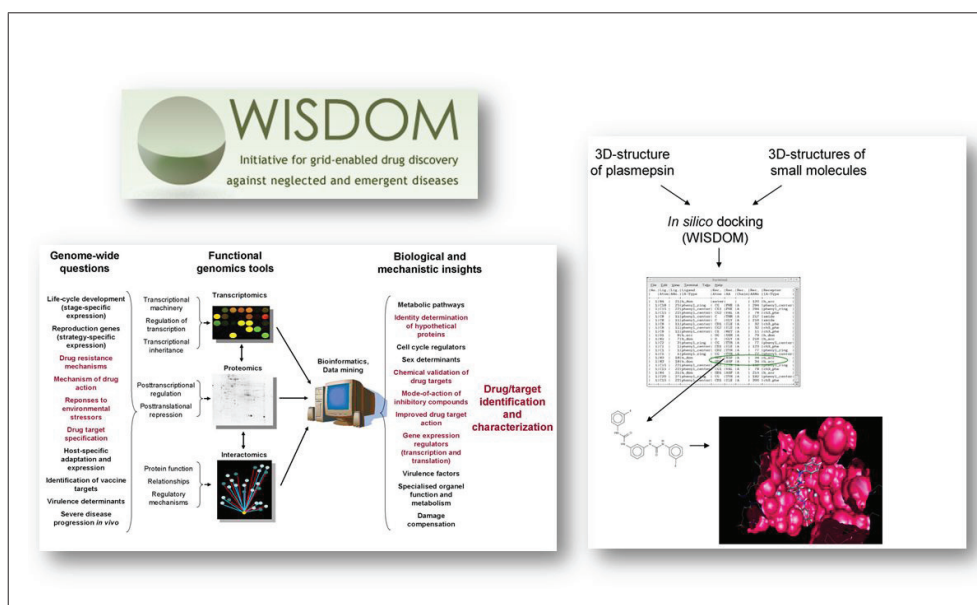 WISDOM
Initiative for grid-enabled drug discovery
against neglected and emergent diseases
Genome-wide
questions
Life-cycle development
(stage-specific
expression)
Reproduction genes
(strategy-specific
expression)
Drug resistance
mechanisms
Mechanism of drug
action
Reponses to
environmental
stressors
Drug target
specification
Host-specific
adaptation and
expression
Identification of vaccine
targets
Virulence determinants
Severe disease
progression in vivo
Functional
genomics tools
Transcriptional
machinery
Regulation of
transcription
Transcriptional
inheritance
Posttranscriptional
regulation
Posttranslational
repression
Protein function
Relationships
Regulatory
mechanisms
Transcriptomics
Proteomics
Interactomics
Bioinformatics,
Data mining
Biological and
mechanistic insights
Metabolic pathways
Identity determination
of hypothetical
proteins
Cell cycle regulators
Sex determinants
Chemical validation of
drug targets
Mode-of-action of
inhibitory compounds
Improved drug target
action
Gene expression
regulators
(transcription and
translation)
Virulence factors
Specialised organel
function and
metabolism
Damage
compensation
Drug/target
identification
and
characterization
3D-structure
of plasmepsin
3D-structures of
small molecules
In silico docking
(WISDOM)